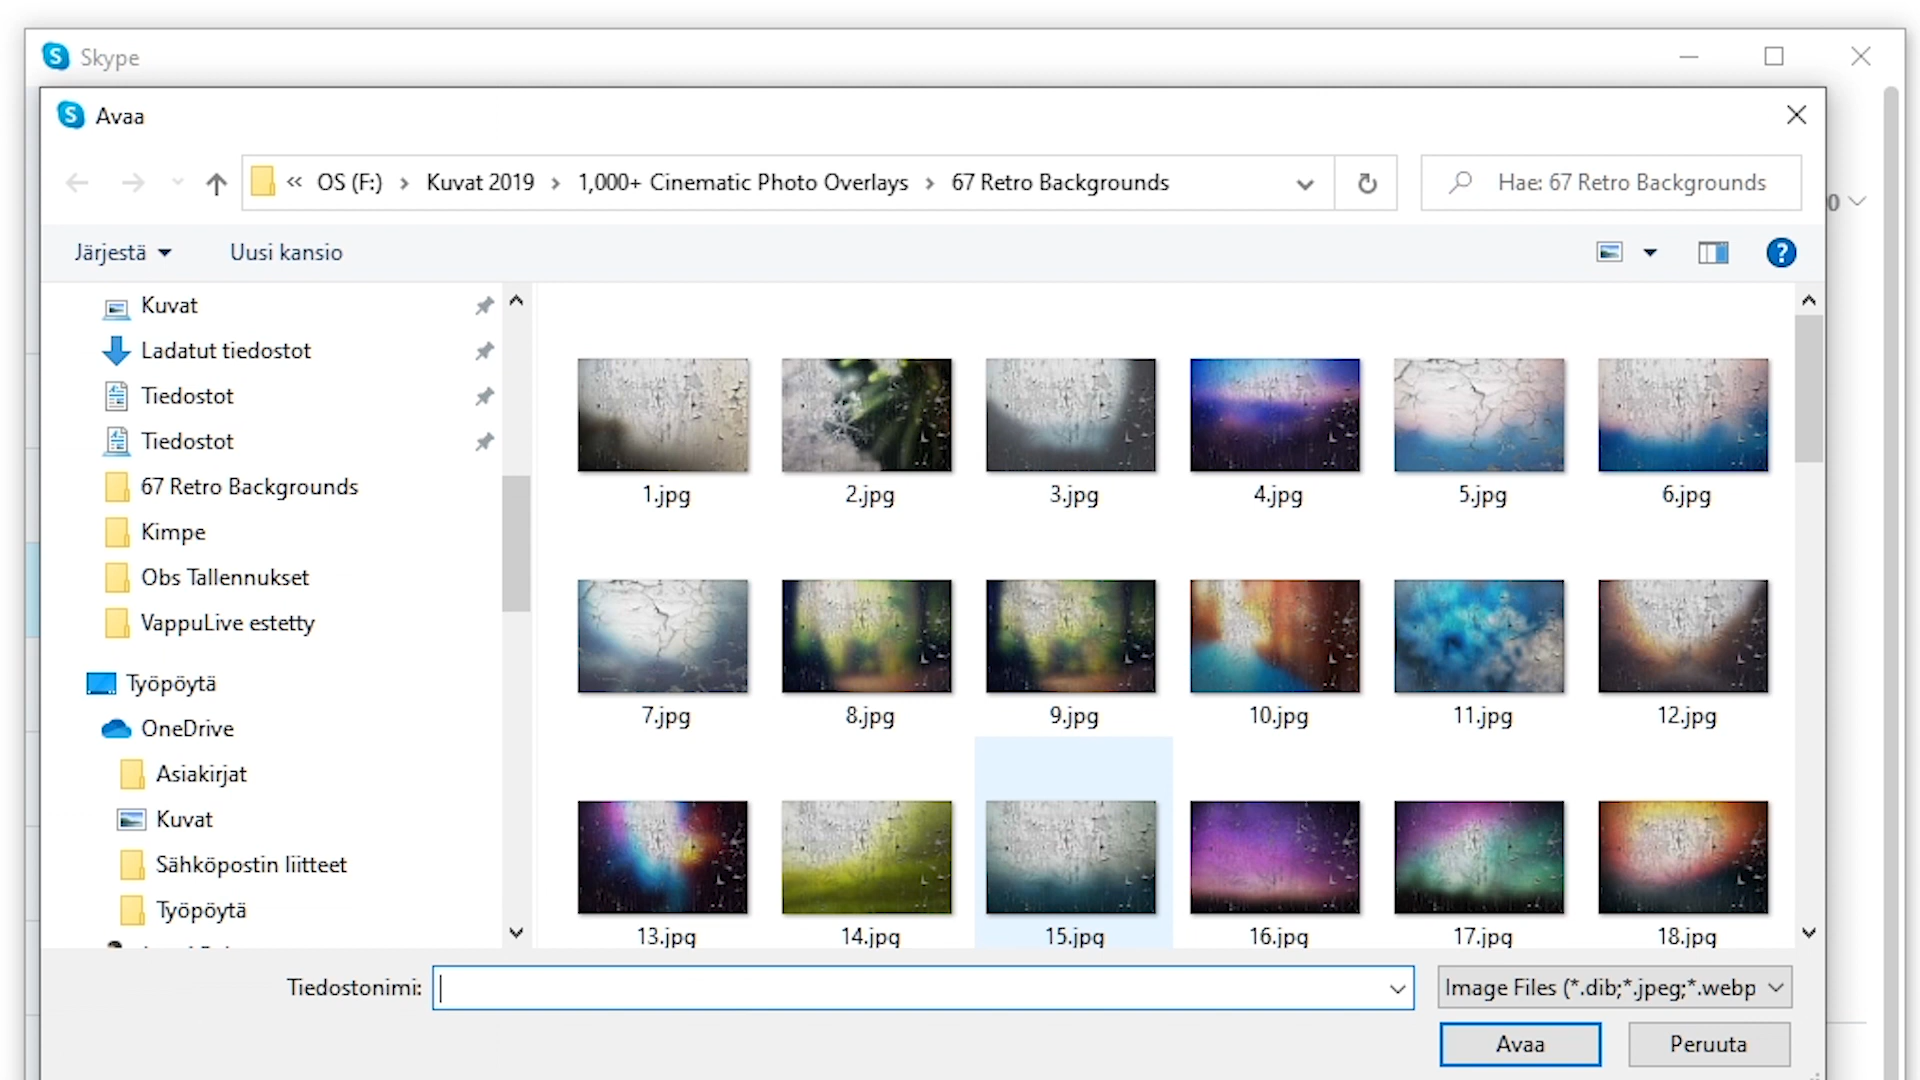 Skype
Avaa
« OS (F:) › Kuvat 2019 › 1,000+ Cinematic Photo Overlays › 67 Retro Backgrounds
Hae: 67 Retro Backgrounds
Järjestä
Uusi kansio
?
Kuvat
Ladatut tiedostot
Tiedostot
Tiedostot
67 Retro Backgrounds
Kimpe
Obs Tallennukset
VappuLive estetty
Työpöytä
OneDrive
Asiakirjat
Kuvat
Sähköpostin liitteet
Työpöytä
1.jpg 2.jpg 3.jpg 4.jpg 5.jpg 6.jpg
7.jpg 8.jpg 9.jpg 10.jpg 11.jpg 12.jpg
13.jpg 14.jpg 15.jpg 16.jpg 17.jpg 18.jpg
Tiedostonimi:
Image Files (*.dib;*.jpeg;*.webp
Avaa
Peruuta